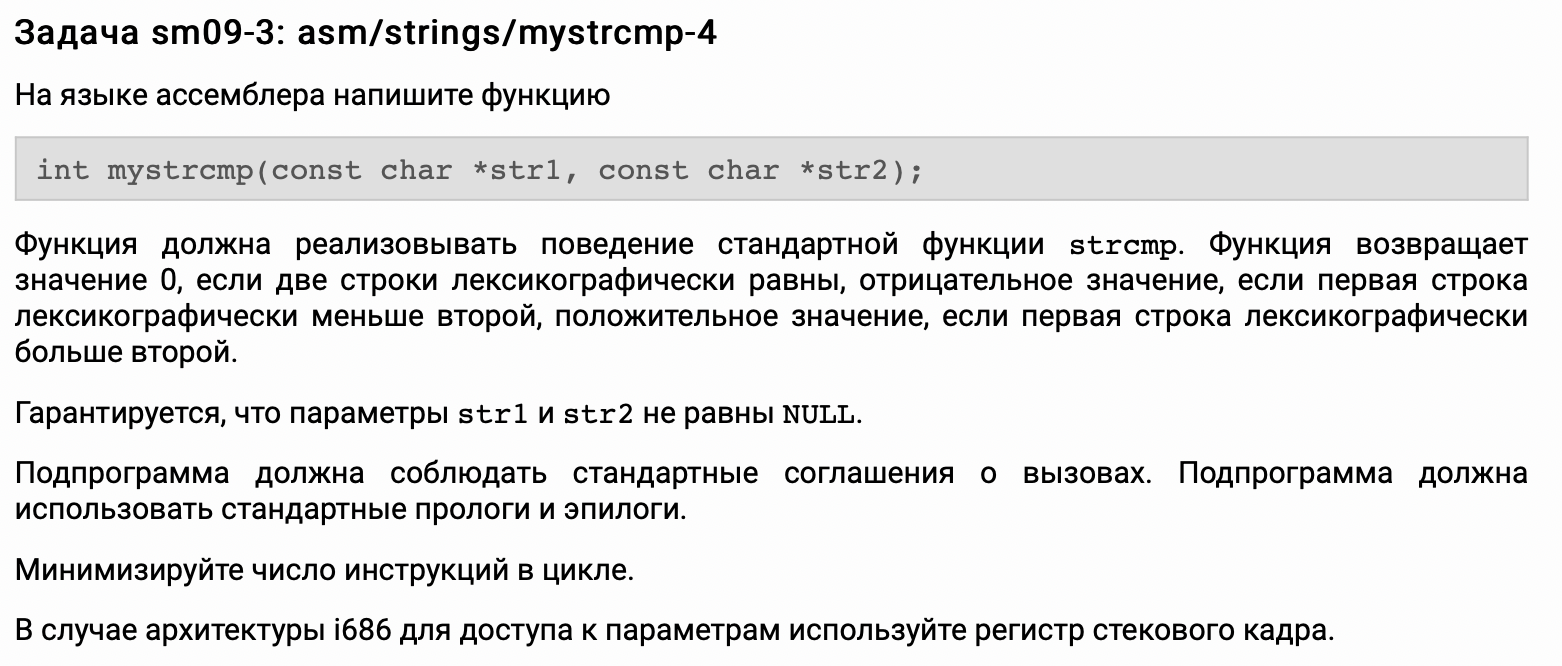 Задача sm09-3: asm/strings/mystrcmp-4
На языке ассемблера напишите функцию
int mystrcmp(const char *str1, const char *str2);
Функция должна реализовывать поведение стандартной функции strcmp. Функция возвращает
значение 0, если две строки лексикографически равны, отрицательное значение, если первая строка
лексикографически меньше второй, положительное значение, если первая строка лексикографически
больше второй.
Гарантируется, что параметры str1 и str2 не равны NULL.
Подпрограмма должна соблюдать стандартные соглашения о вызовах. Подпрограмма должна
использовать стандартные прологи и эпилоги.
Минимизируйте число инструкций в цикле.
В случае архитектуры i686 для доступа к параметрам используйте регистр стекового кадра.